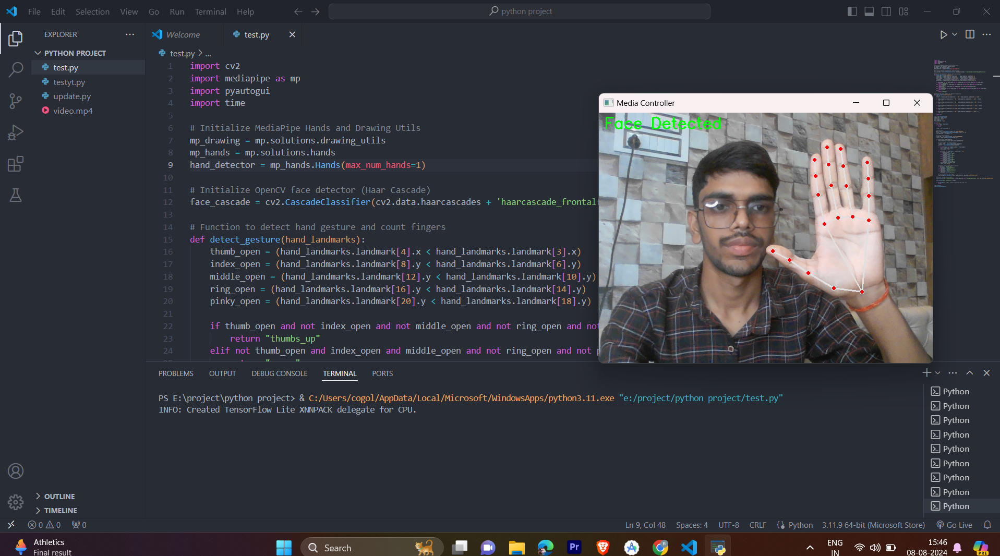 File Edit Selection View Go Run Terminal Help
python project
EXPLORER
PYTHON PROJECT
test.py
testyt.py
update.py
video.mp4
OUTLINE
TIMELINE
Welcome
test.py
test.py > ...
1 import cv2
2 import mediapipe as mp
3 import pyautogui
4 import time
5
6 # Initialize MediaPipe Hands and Drawing Utils
7 mp_drawing = mp.solutions.drawing_utils
8 mp_hands = mp.solutions.hands
9 hand_detector = mp_hands.Hands(max_num_hands=1)
10
11 # Initialize OpenCV face detector (Haar Cascade)
12 face_cascade = cv2.CascadeClassifier(cv2.data.haarcascades + 'haarcascade_frontal
13
14 # Function to detect hand gesture and count fingers
15 def detect_gesture(hand_landmarks):
16 thumb_open = (hand_landmarks.landmark[4].x < hand_landmarks.landmark[3].x)
17 index_open = (hand_landmarks.landmark[8].y < hand_landmarks.landmark[6].y)
18 middle_open = (hand_landmarks.landmark[12].y < hand_landmarks.landmark[10].y)
19 ring_open = (hand_landmarks.landmark[16].y < hand_landmarks.landmark[14].y)
20 pinky_open = (hand_landmarks.landmark[20].y < hand_landmarks.landmark[18].y)
21
22 if thumb_open and not index_open and not middle_open and not ring_open and not
23 return "thumbs_up"
24 elif not thumb_open and index_open and middle_open and not ring_open and not
Media Controller
Face Detected
PROBLEMS OUTPUT DEBUG CONSOLE TERMINAL PORTS
PS E:\project\python project> & C:/Users/cogol/AppData/Local/Microsoft/WindowsApps/python3.11.exe "e:/project/python project/test.py"
INFO: Created TensorFlow Lite XNNPACK delegate for CPU.
Python
Python
Python
Python
Python
Python
Python
Python
Python
0 0 0
Ln 9, Col 48 Spaces: 4 UTF-8 CRLF Python 3.11.9 64-bit (Microsoft Store) Go Live
Athletics
Final result
Search
Pr
R
ENG
IN
15:46
08-08-2024
PRE